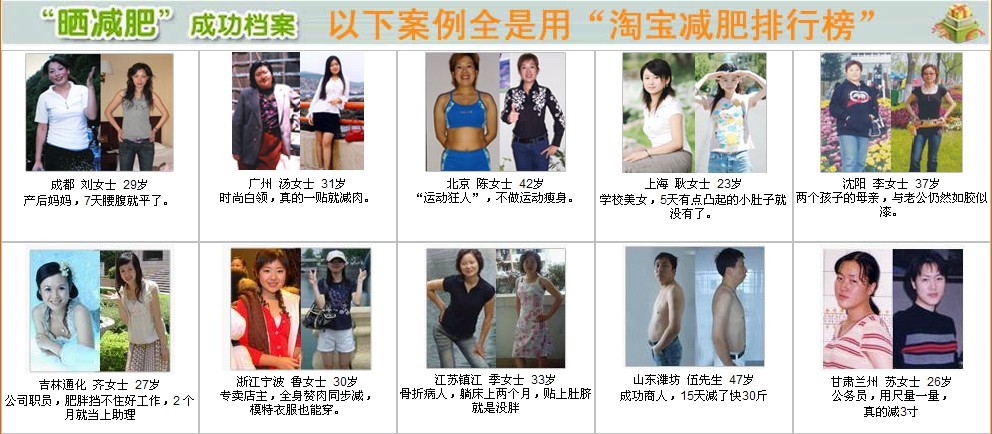 “晒减肥”成功档案 以下案例全是用“淘宝减肥排行榜”
成都 刘女士 29岁
产后妈妈，7天腰腹就平了。
广州 汤女士 31岁
时尚白领，真的一贴就减肉。
北京 陈女士 42岁
“运动狂人”，不做运动瘦身。
上海 耿女士 23岁
学校美女，5天有点凸起的小肚子就
没有了。
沈阳 李女士 37岁
两个孩子的母亲，与老公仍然如胶似
漆。
吉林通化 齐女士 27岁
公司职员，肥胖挡不住好工作，2个
月就当上助理
浙江宁波 鲁女士 30岁
专卖店主，全身赘肉同步减，
模特衣服也能穿。
江苏镇江 季女士 33岁
骨折病人，躺床上两个月，贴上肚脐
就是没胖
山东潍坊 伍先生 47岁
成功商人，15天减了快30斤
甘肃兰州 苏女士 26岁
公务员，用尺量一量，
真的减3寸